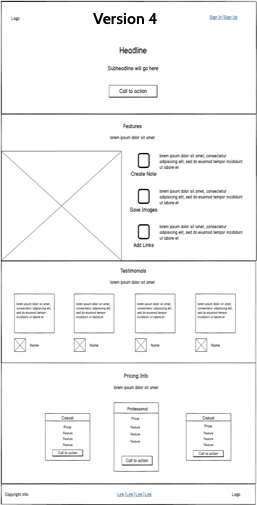 Version 4
Logo
Sign In | Sign Up
Headline
Subheadline will go here
Call to action
Features
lorem ipsum dolor sit amet
lorem ipsum dolor sit amet, consectetur
adipiscing elit, sed do eiusmod tempor incididunt
ut labore et
Create Note
lorem ipsum dolor sit amet, consectetur
adipiscing elit, sed do eiusmod tempor incididunt
ut labore et
Save Images
lorem ipsum dolor sit amet, consectetur
adipiscing elit, sed do eiusmod tempor incididunt
ut labore et
Add Links
Testimonials
lorem ipsum dolor sit amet
lorem ipsum dolor sit amet,
consectetur adipiscing elit,
sed do eiusmod tempor
incididunt ut labore et
lorem ipsum dolor sit amet,
consectetur adipiscing elit,
sed do eiusmod tempor
incididunt ut labore et
lorem ipsum dolor sit amet,
consectetur adipiscing elit,
sed do eiusmod tempor
incididunt ut labore et
lorem ipsum dolor sit amet,
consectetur adipiscing elit,
sed do eiusmod tempor
incididunt ut labore et
Name
Name
Name
Name
Pricing Info
lorem ipsum dolor sit amet
Casual
Price
Feature
Feature
Feature
Call to action
Professional
Price
Feature
Feature
Feature
Call to action
Casual
Price
Feature
Feature
Feature
Call to action
Copyright info
Link | Link | Link | Link
Logo